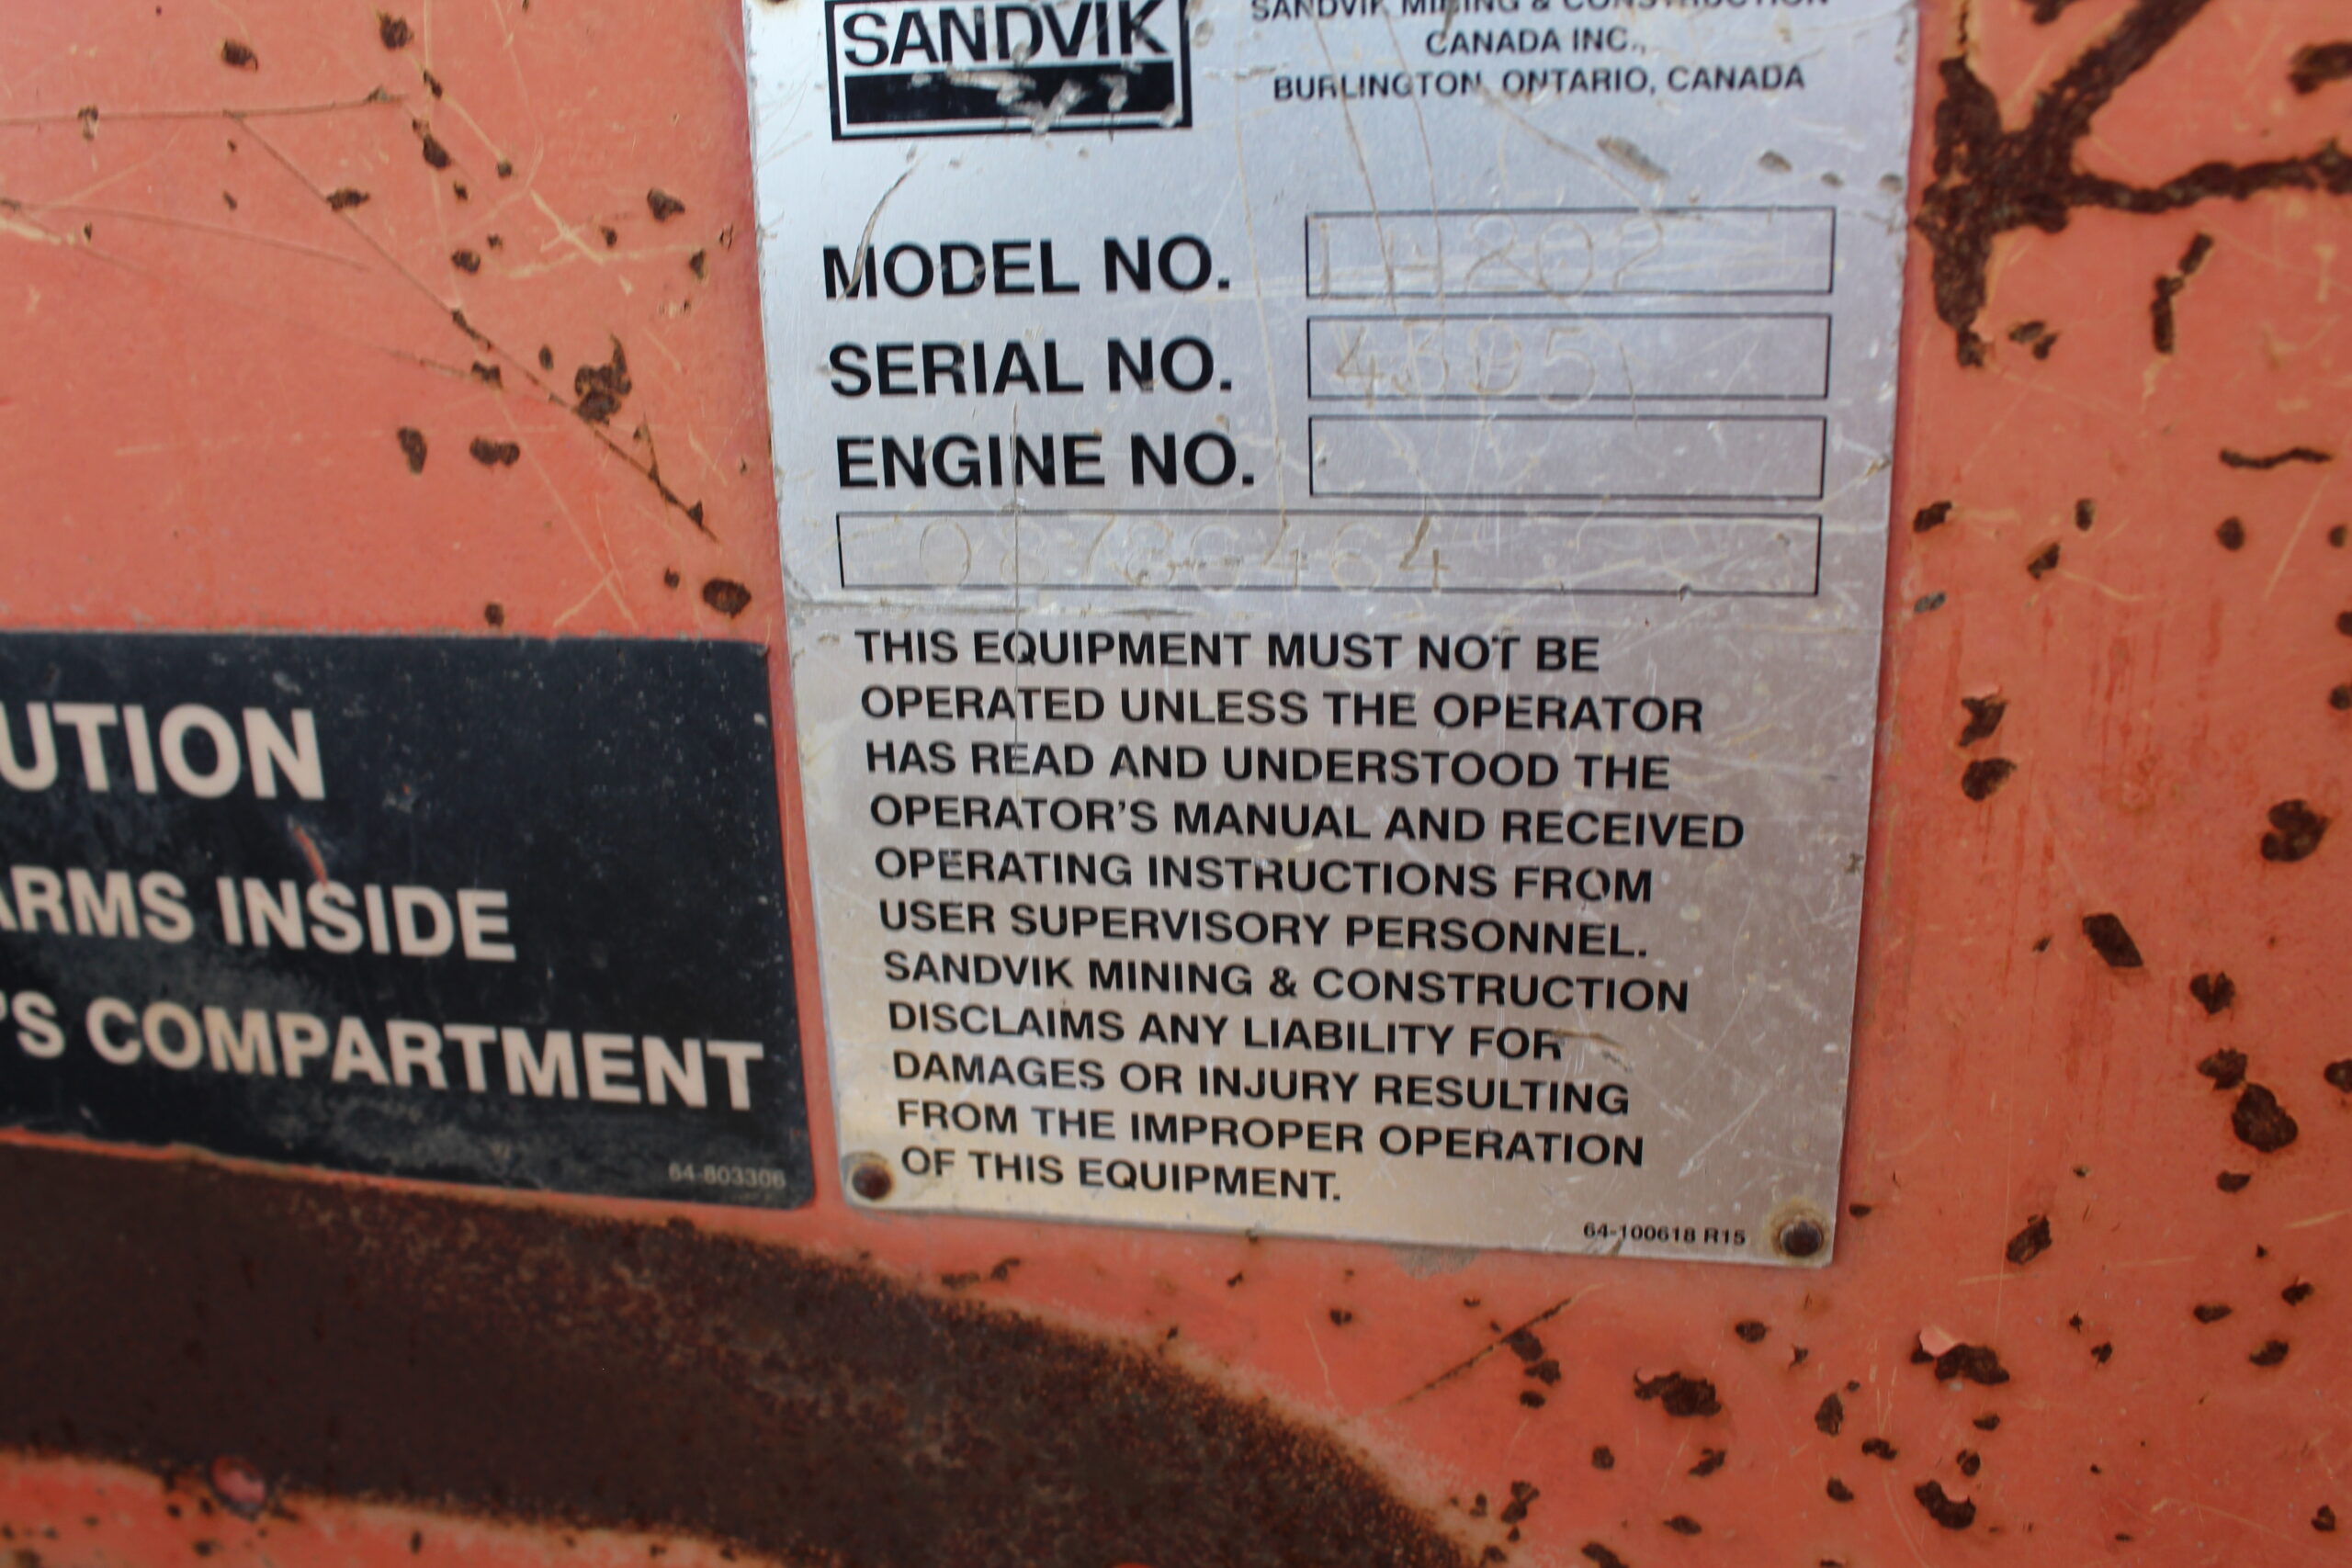 SANDVIK
SANDVIK MINING & CONSTRUCTION
CANADA INC.,
BURLINGTON, ONTARIO, CANADA
MODEL NO. LH202
SERIAL NO.
ENGINE NO.
THIS EQUIPMENT MUST NOT BE
OPERATED UNLESS THE OPERATOR
HAS READ AND UNDERSTOOD THE
OPERATOR'S MANUAL AND RECEIVED
OPERATING INSTRUCTIONS FROM
USER SUPERVISORY PERSONNEL.
SANDVIK MINING & CONSTRUCTION
DISCLAIMS ANY LIABILITY FOR
DAMAGES OR INJURY RESULTING
FROM THE IMPROPER OPERATION
OF THIS EQUIPMENT.
64-100618 R15
UTION
ARMS INSIDE
'S COMPARTMENT
64-803306